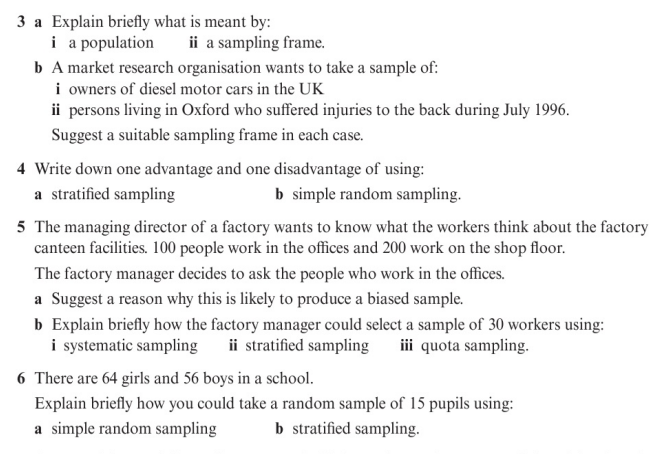 3 a Explain briefly what is meant by:
i a population ii a sampling frame.
b A market research organisation wants to take a sample of:
i owners of diesel motor cars in the UK
ii persons living in Oxford who suffered injuries to the back during July 1996.
Suggest a suitable sampling frame in each case.
4 Write down one advantage and one disadvantage of using:
a stratified sampling b simple random sampling.
5 The managing director of a factory wants to know what the workers think about the factory
canteen facilities. 100 people work in the offices and 200 work on the shop floor.
The factory manager decides to ask the people who work in the offices.
a Suggest a reason why this is likely to produce a biased sample.
b Explain briefly how the factory manager could select a sample of 30 workers using:
i systematic sampling ii stratified sampling iii quota sampling.
6 There are 64 girls and 56 boys in a school.
Explain briefly how you could take a random sample of 15 pupils using:
a simple random sampling b stratified sampling.